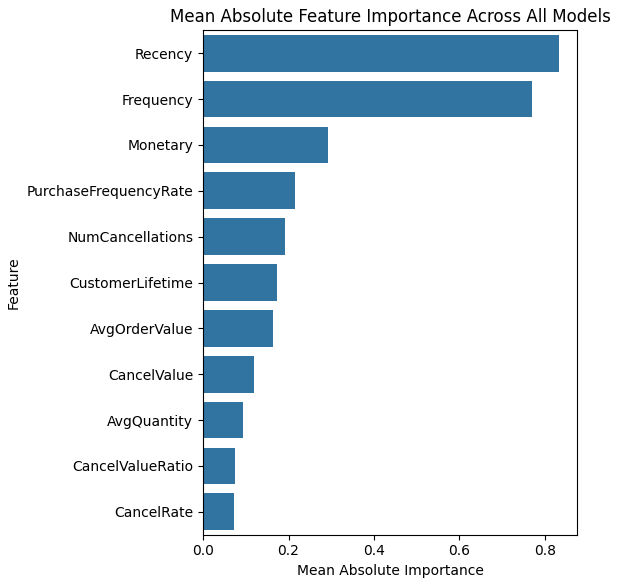 Mean Absolute Feature Importance Across All Models
Recency
Frequency
Monetary
PurchaseFrequencyRate
NumCancellations
CustomerLifetime
AvgOrderValue
CancelValue
AvgQuantity
CancelValueRatio
CancelRate
Feature
0.0 0.2 0.4 0.6 0.8
Mean Absolute Importance